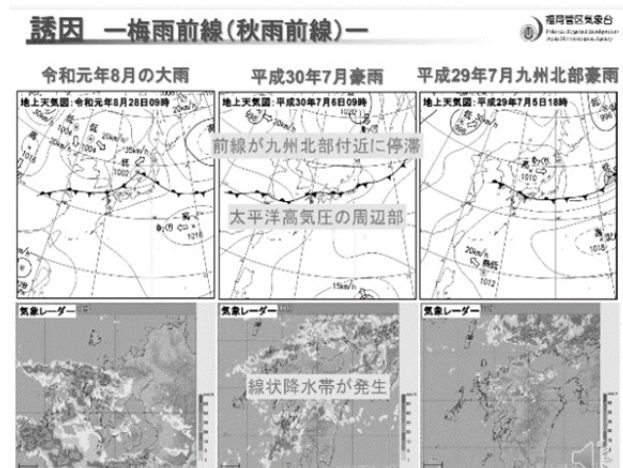 誘因 ―梅雨前線(秋雨前線)―
福岡管区気象台
令和元年8月の大雨
平成30年7月豪雨
平成29年7月九州北部豪雨
地上天気図:令和元年8月28日09時
地上天気図:平成30年7月6日09時
地上天気図:平成29年7月5日18時
前線が九州北部付近に停滞
太平洋高気圧の周辺部
気象レーダー
気象レーダー
気象レーダー
線状降水帯が発生